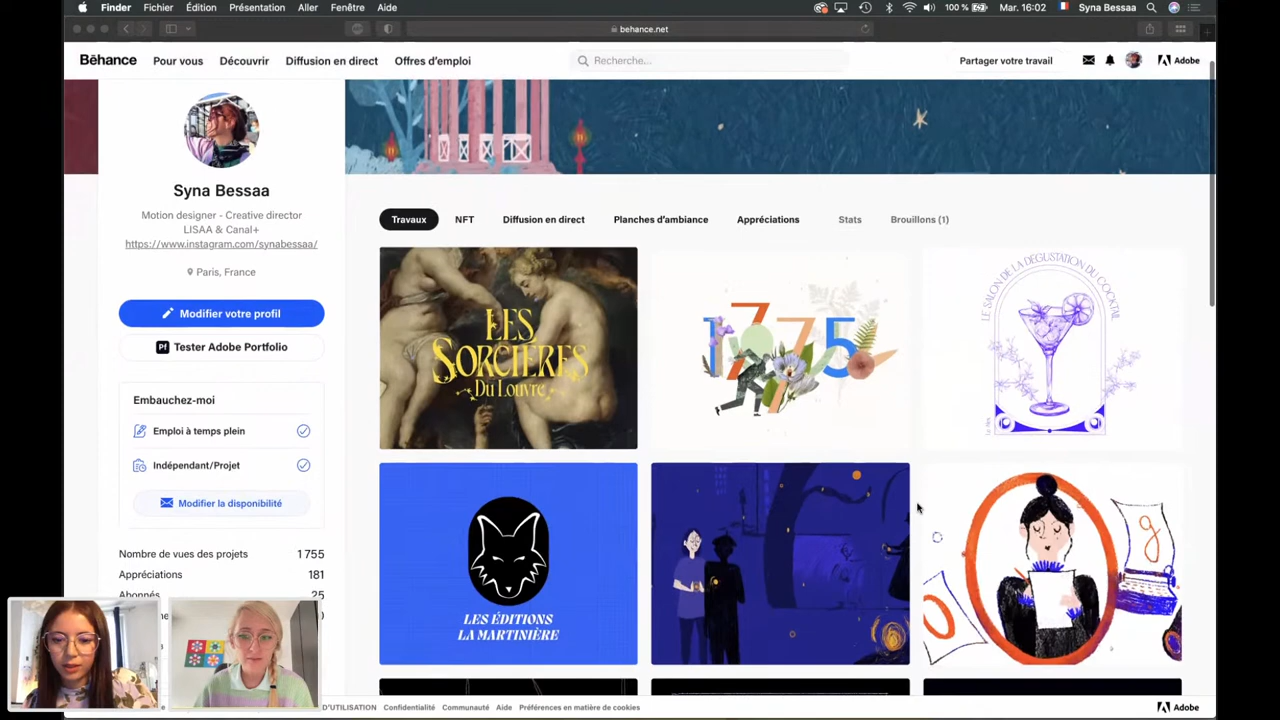 Finder Fichier Édition Présentation Aller Fenêtre Aide
100 % Mar. 16:02 Syna Bessaa
behance.net
Bēhance Pour vous Découvrir Diffusion en direct Offres d'emploi Recherche... Partager votre travail Adobe
Syna Bessaa
Motion designer - Creative director
LISAA & Canal+
https://www.instagram.com/synabessaa/
Paris, France
Modifier votre profil
Pf Tester Adobe Portfolio
Embauchez-moi
Emploi à temps plein
Indépendant/Projet
Modifier la disponibilité
Nombre de vues des projets 1 755
Appréciations 181
Abonnés 25
Travaux NFT Diffusion en direct Planches d'ambiance Appréciations Stats Brouillons (1)
LES
SORCIÈRES
Du Louvre
1775
LE SALON DE LA DÉGUSTATION DU COCKTAIL
LES ÉDITIONS
LA MARTINIÈRE
g
D'UTILISATION Confidentialité Communauté Aide Préférences en matière de cookies Adobe